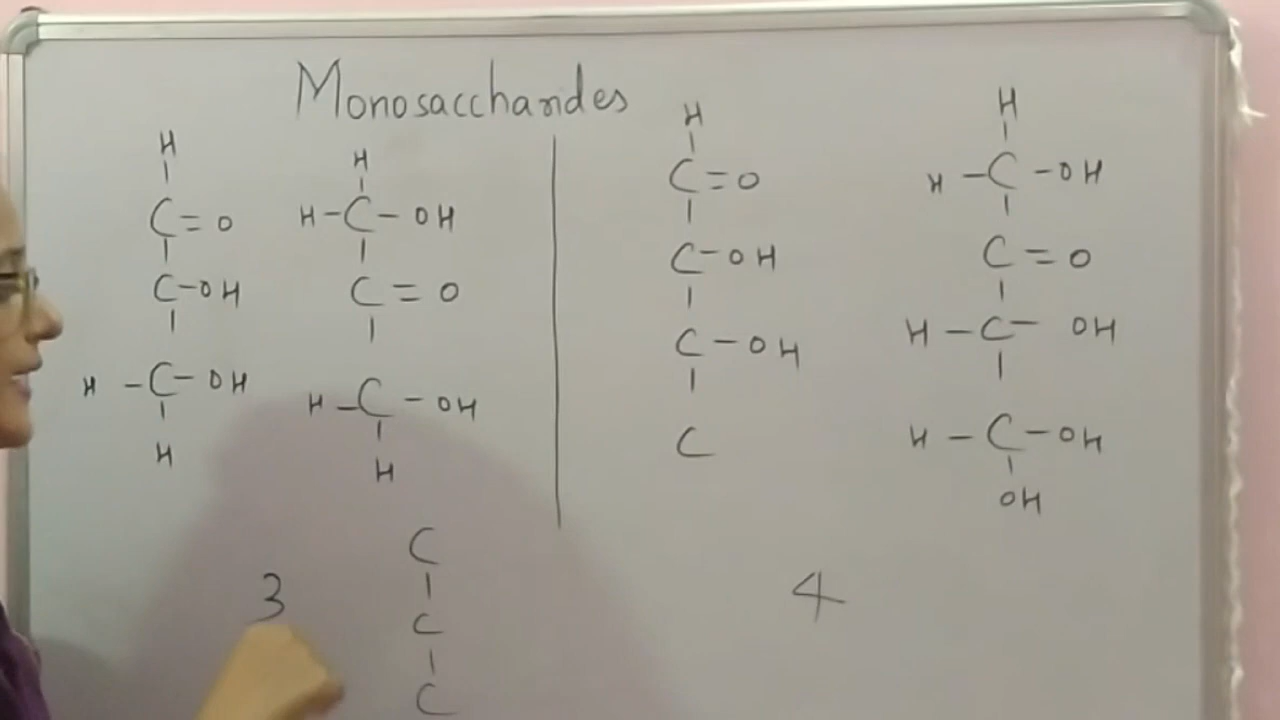 Monosaccharides
H
|
C=O
|
C-OH
|
H-C-OH
|
H
H
|
H-C-OH
|
C=O
|
H-C-OH
|
H
3
C
|
C
|
C
H
|
C=O
|
C-OH
|
C-OH
|
C
H
|
H-C-OH
|
C=O
|
H-C-OH
|
H-C-OH
|
OH
4